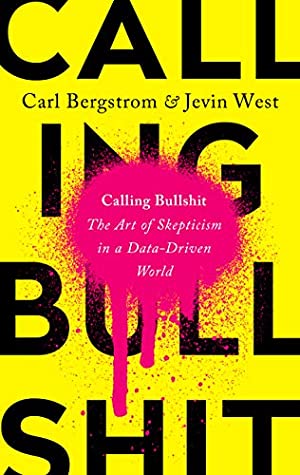 CALL
Carl Bergstrom & Jevin West
ING
Calling Bullshit
The Art of Skepticism
in a Data-Driven
World
BULL
SHIT